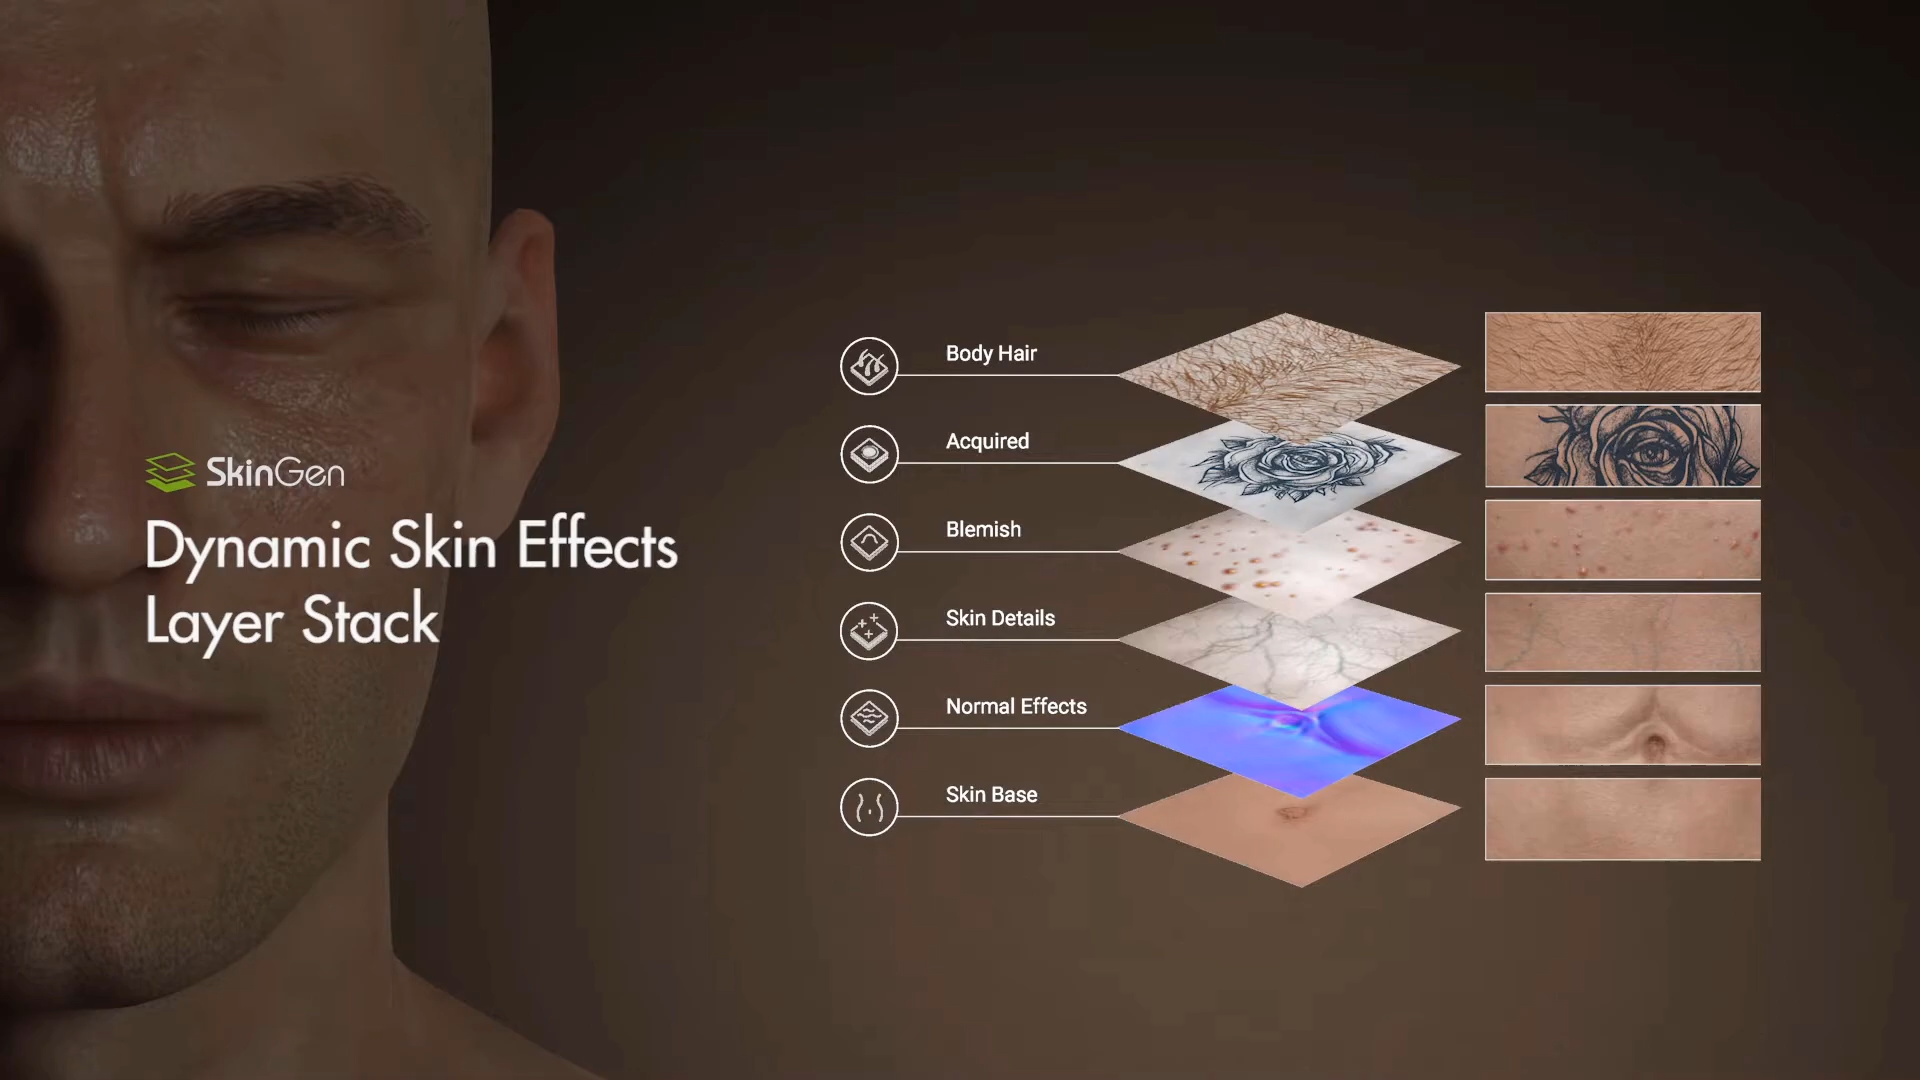 SkinGen
Dynamic Skin Effects
Layer Stack
Body Hair
Acquired
Blemish
Skin Details
Normal Effects
Skin Base